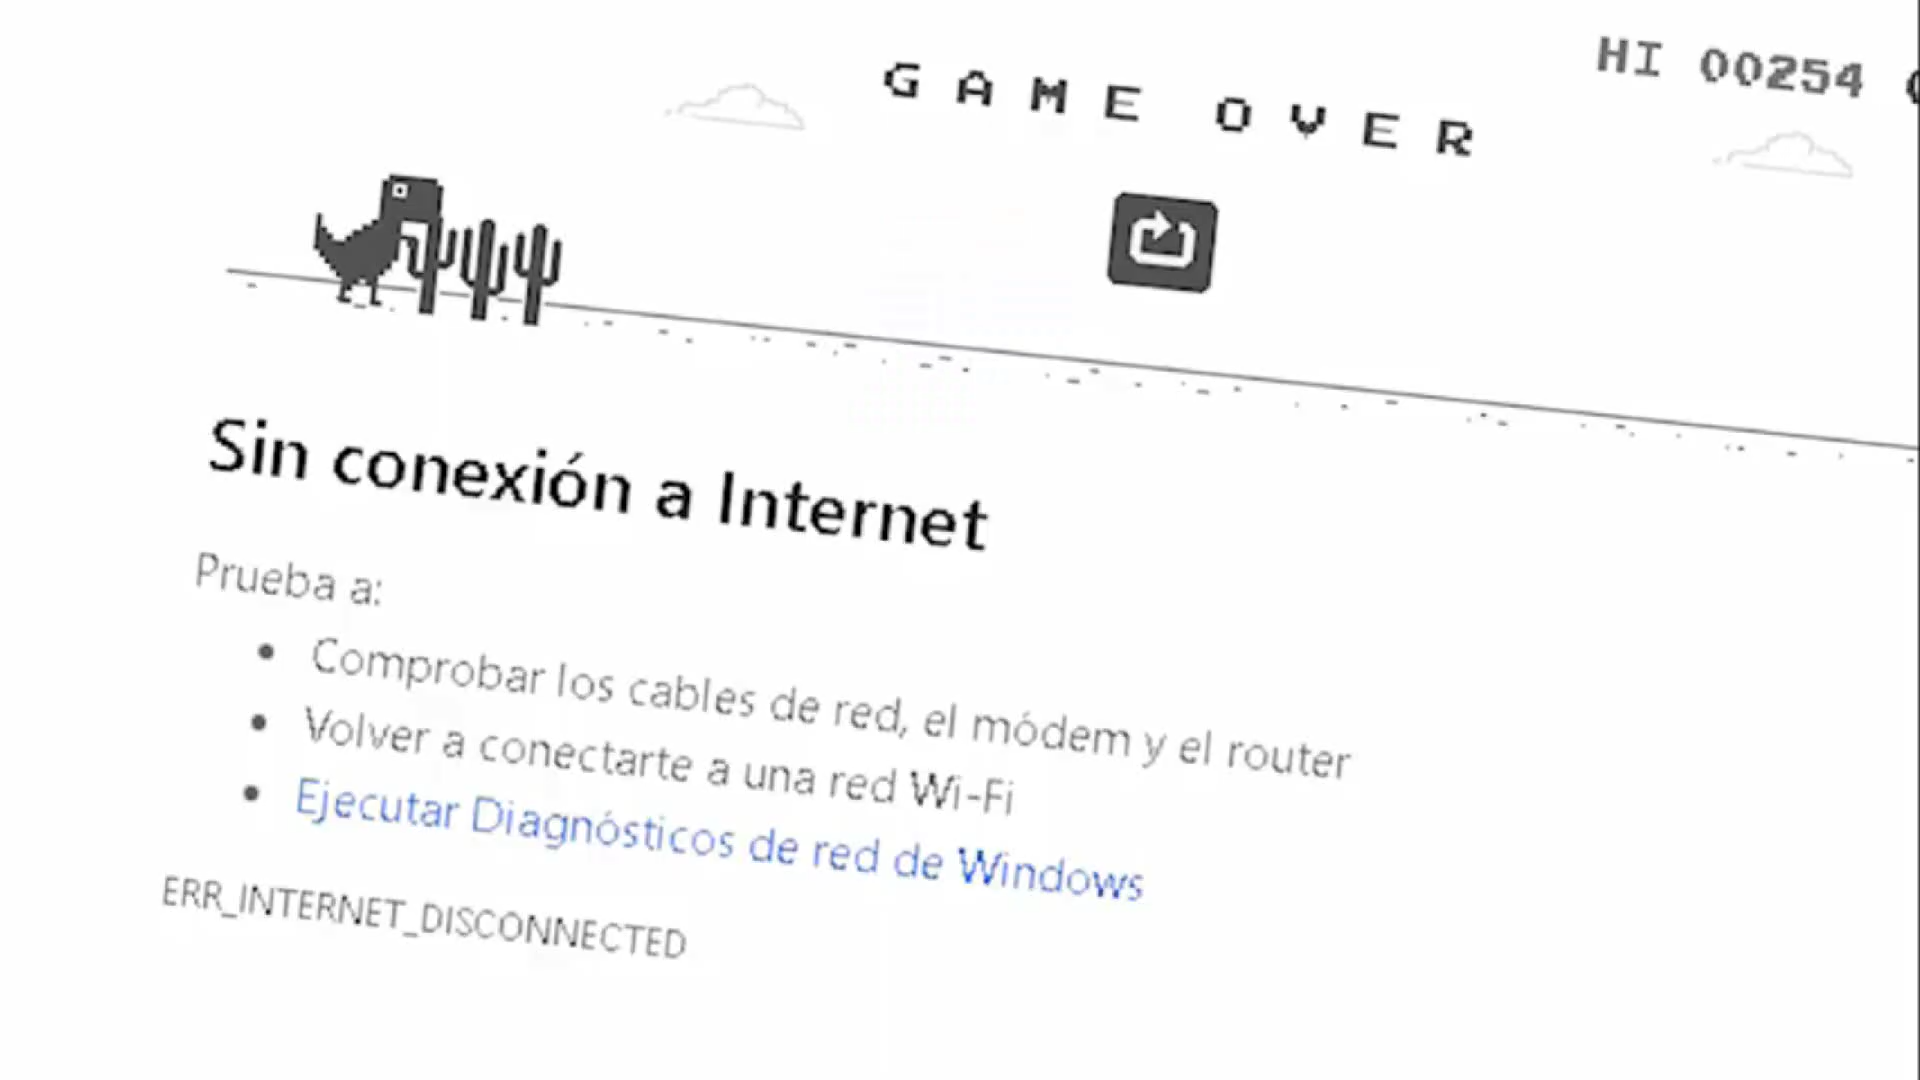 HI 00254
GAME OVER
Sin conexión a Internet
Prueba a:
• Comprobar los cables de red, el módem y el router
• Volver a conectarte a una red Wi-Fi
• Ejecutar Diagnósticos de red de Windows
ERR_INTERNET_DISCONNECTED